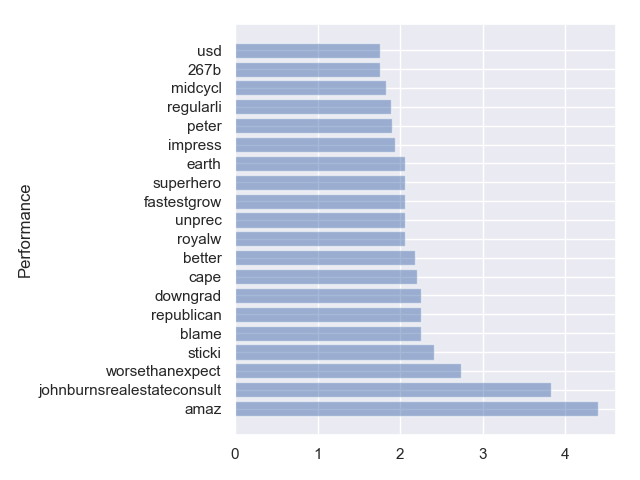 usd
267b
midcycl
regularli
peter
impress
earth
superhero
fastestgrow
unprec
royalw
better
cape
downgrad
republican
blame
sticki
worsethanexpect
johnburnsrealestateconsult
amaz
Performance
0 1 2 3 4